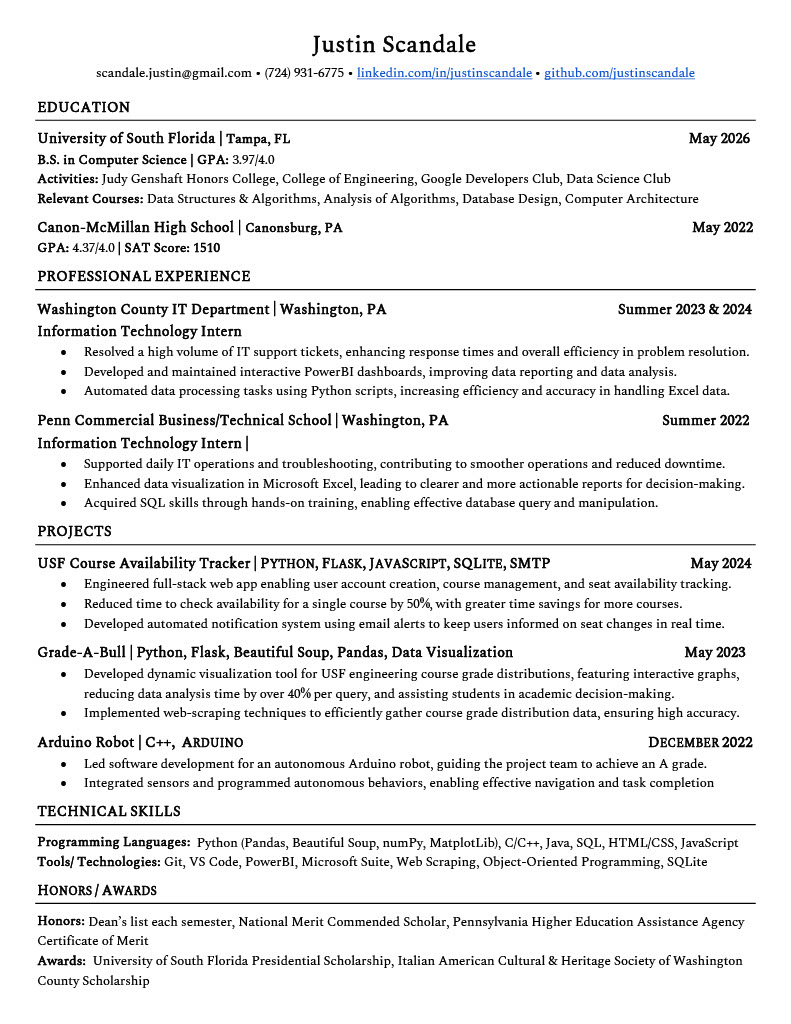 Justin Scandale
scandale.justin@gmail.com • (724) 931-6775 • linkedin.com/in/justinscandale • github.com/justinscandale
EDUCATION
University of South Florida | Tampa, FL May 2026
B.S. in Computer Science | GPA: 3.97/4.0
Activities: Judy Genshaft Honors College, College of Engineering, Google Developers Club, Data Science Club
Relevant Courses: Data Structures & Algorithms, Analysis of Algorithms, Database Design, Computer Architecture
Canon-McMillan High School | Canonsburg, PA May 2022
GPA: 4.37/4.0 | SAT Score: 1510
PROFESSIONAL EXPERIENCE
Washington County IT Department | Washington, PA Summer 2023 & 2024
Information Technology Intern
• Resolved a high volume of IT support tickets, enhancing response times and overall efficiency in problem resolution.
• Developed and maintained interactive PowerBI dashboards, improving data reporting and data analysis.
• Automated data processing tasks using Python scripts, increasing efficiency and accuracy in handling Excel data.
Penn Commercial Business/Technical School | Washington, PA Summer 2022
Information Technology Intern |
• Supported daily IT operations and troubleshooting, contributing to smoother operations and reduced downtime.
• Enhanced data visualization in Microsoft Excel, leading to clearer and more actionable reports for decision-making.
• Acquired SQL skills through hands-on training, enabling effective database query and manipulation.
PROJECTS
USF Course Availability Tracker | PYTHON, FLASK, JAVASCRIPT, SQLITE, SMTP May 2024
• Engineered full-stack web app enabling user account creation, course management, and seat availability tracking.
• Reduced time to check availability for a single course by 50%, with greater time savings for more courses.
• Developed automated notification system using email alerts to keep users informed on seat changes in real time.
Grade-A-Bull | Python, Flask, Beautiful Soup, Pandas, Data Visualization May 2023
• Developed dynamic visualization tool for USF engineering course grade distributions, featuring interactive graphs,
reducing data analysis time by over 40% per query, and assisting students in academic decision-making.
• Implemented web-scraping techniques to efficiently gather course grade distribution data, ensuring high accuracy.
Arduino Robot | C++, ARDUINO DECEMBER 2022
• Led software development for an autonomous Arduino robot, guiding the project team to achieve an A grade.
• Integrated sensors and programmed autonomous behaviors, enabling effective navigation and task completion
TECHNICAL SKILLS
Programming Languages: Python (Pandas, Beautiful Soup, numPy, MatplotLib), C/C++, Java, SQL, HTML/CSS, JavaScript
Tools/ Technologies: Git, VS Code, PowerBI, Microsoft Suite, Web Scraping, Object-Oriented Programming, SQLite
HONORS / AWARDS
Honors: Dean's list each semester, National Merit Commended Scholar, Pennsylvania Higher Education Assistance Agency
Certificate of Merit
Awards: University of South Florida Presidential Scholarship, Italian American Cultural & Heritage Society of Washington
County Scholarship